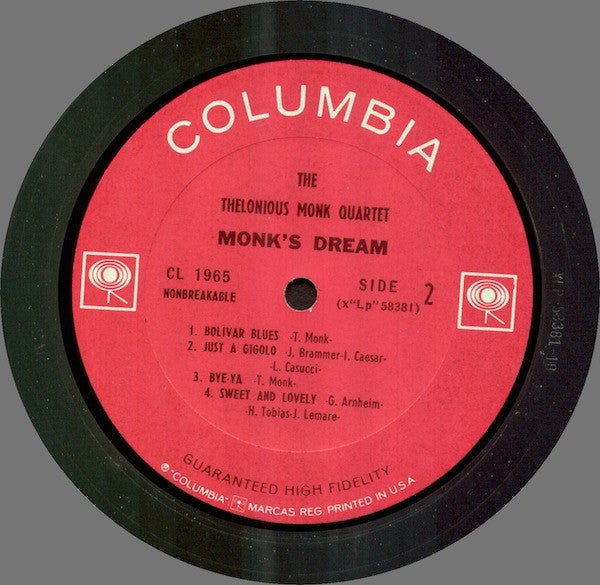 COLUMBIA
THE
THELONIOUS MONK QUARTET
MONK'S DREAM
CL 1965
NONBREAKABLE
SIDE 2
(x"Lp"58381)
1. BOLIVAR BLUES -T. Monk-
2. JUST A GIGOLO -J. Brammer-I. Caesar-
-L. Casucci-
3. BYE-YA -T. Monk-
4. SWEET AND LOVELY -G. Arnheim-
-H. Tobias-J. Lemare-
GUARANTEED HIGH FIDELITY
® "COLUMBIA" MARCAS REG. PRINTED IN U.S.A.